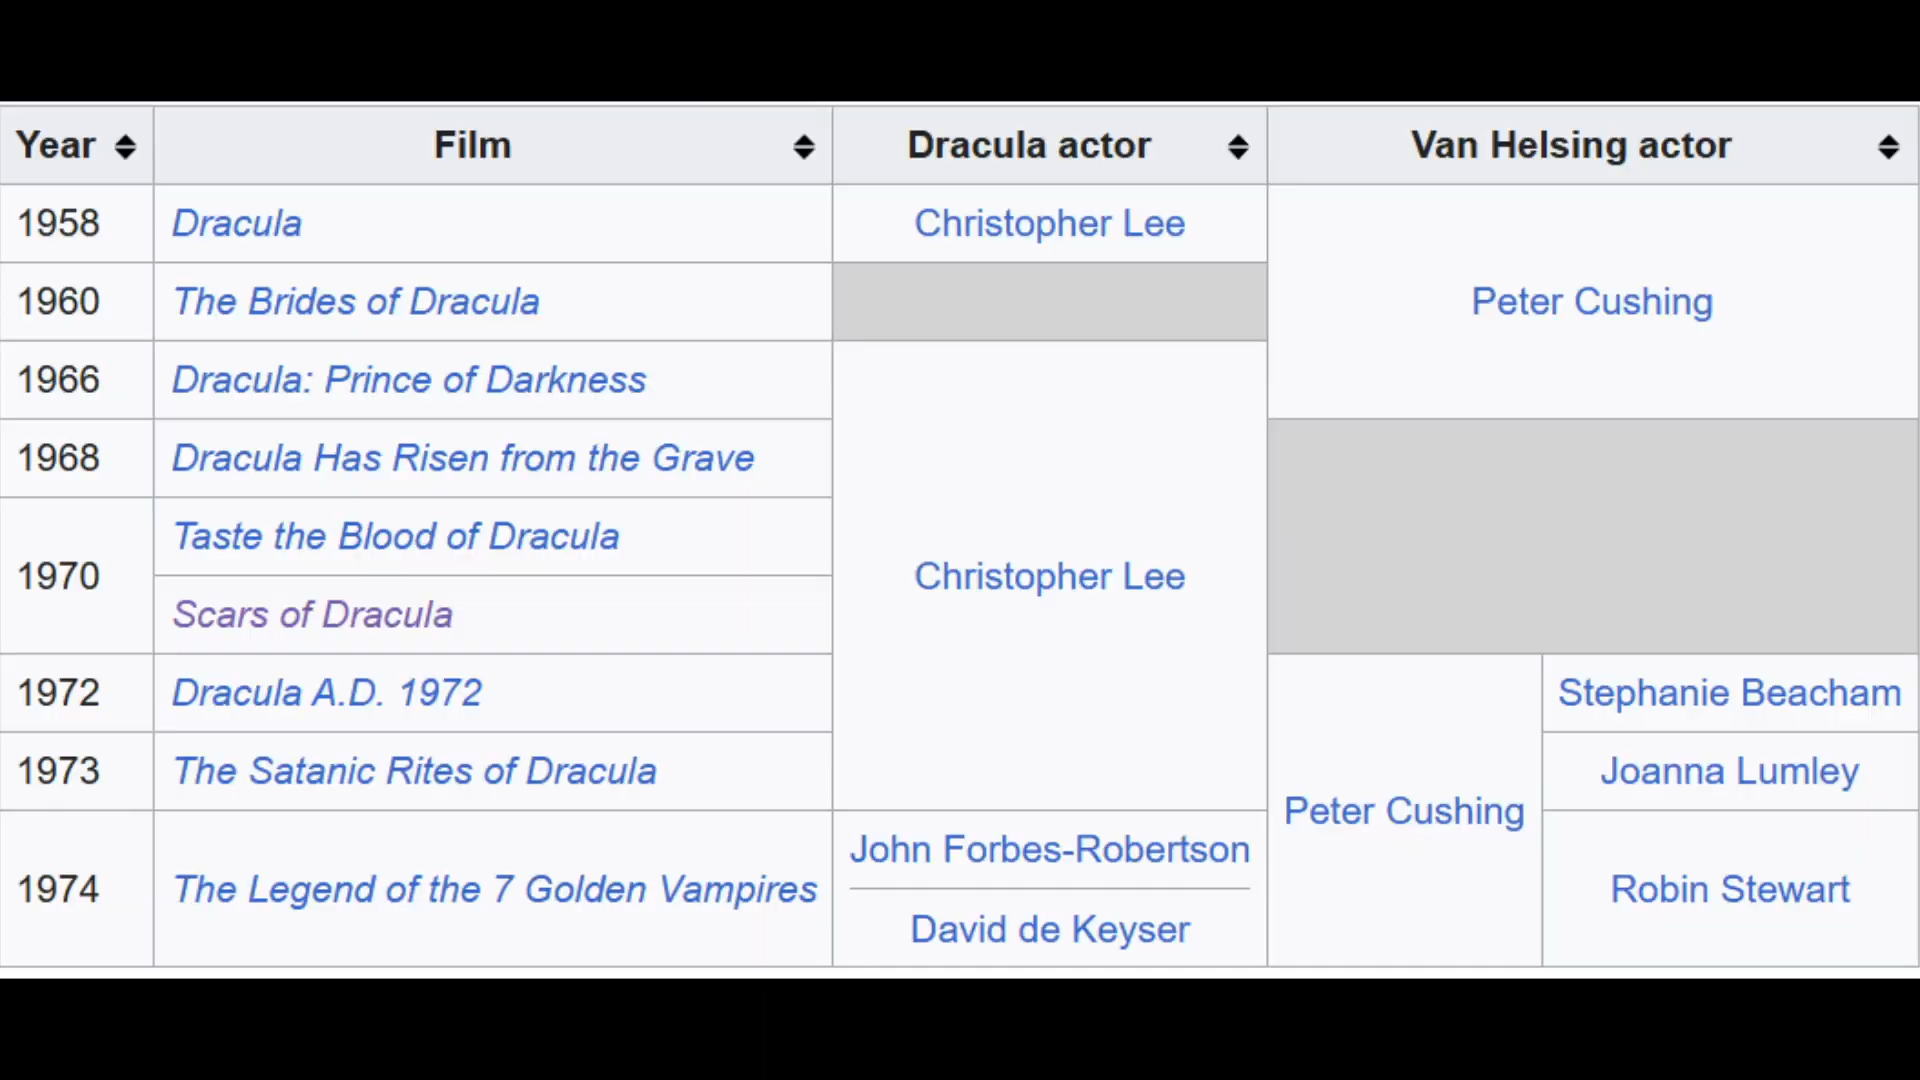 Year Film Dracula actor Van Helsing actor
1958 Dracula Christopher Lee
1960 The Brides of Dracula Peter Cushing
1966 Dracula: Prince of Darkness
1968 Dracula Has Risen from the Grave
1970 Taste the Blood of Dracula Christopher Lee
Scars of Dracula
1972 Dracula A.D. 1972 Stephanie Beacham
1973 The Satanic Rites of Dracula Peter Cushing Joanna Lumley
1974 The Legend of the 7 Golden Vampires John Forbes-Robertson Robin Stewart
David de Keyser